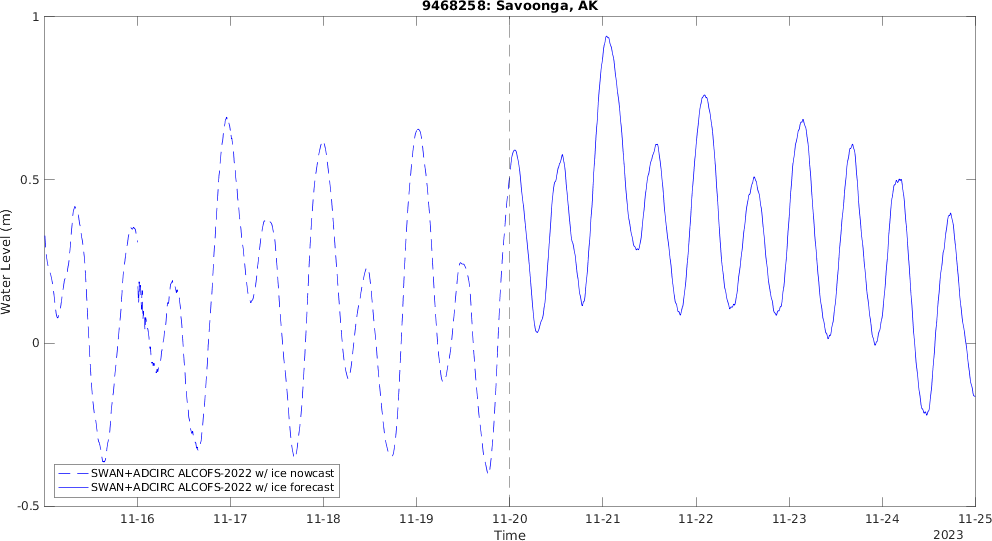 9468258: Savoonga, AK
1
0.5
0
-0.5
Water Level (m)
SWAN+ADCIRC ALCOFS-2022 w/ ice nowcast
SWAN+ADCIRC ALCOFS-2022 w/ ice forecast
11-16 11-17 11-18 11-19 11-20 11-21 11-22 11-23 11-24 11-25
Time
2023